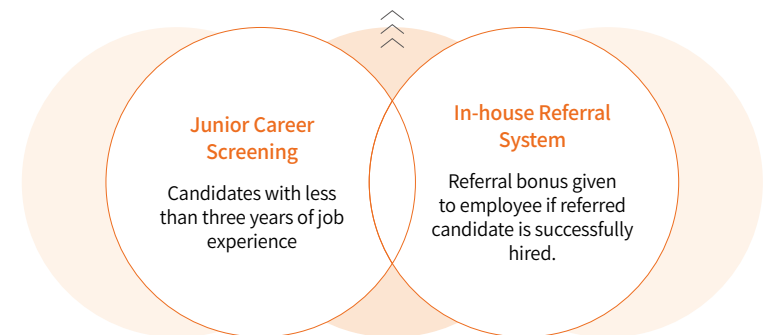 Junior Career
Screening
Candidates with less
than three years of job
experience
In-house Referral
System
Referral bonus given
to employee if referred
candidate is successfully
hired.